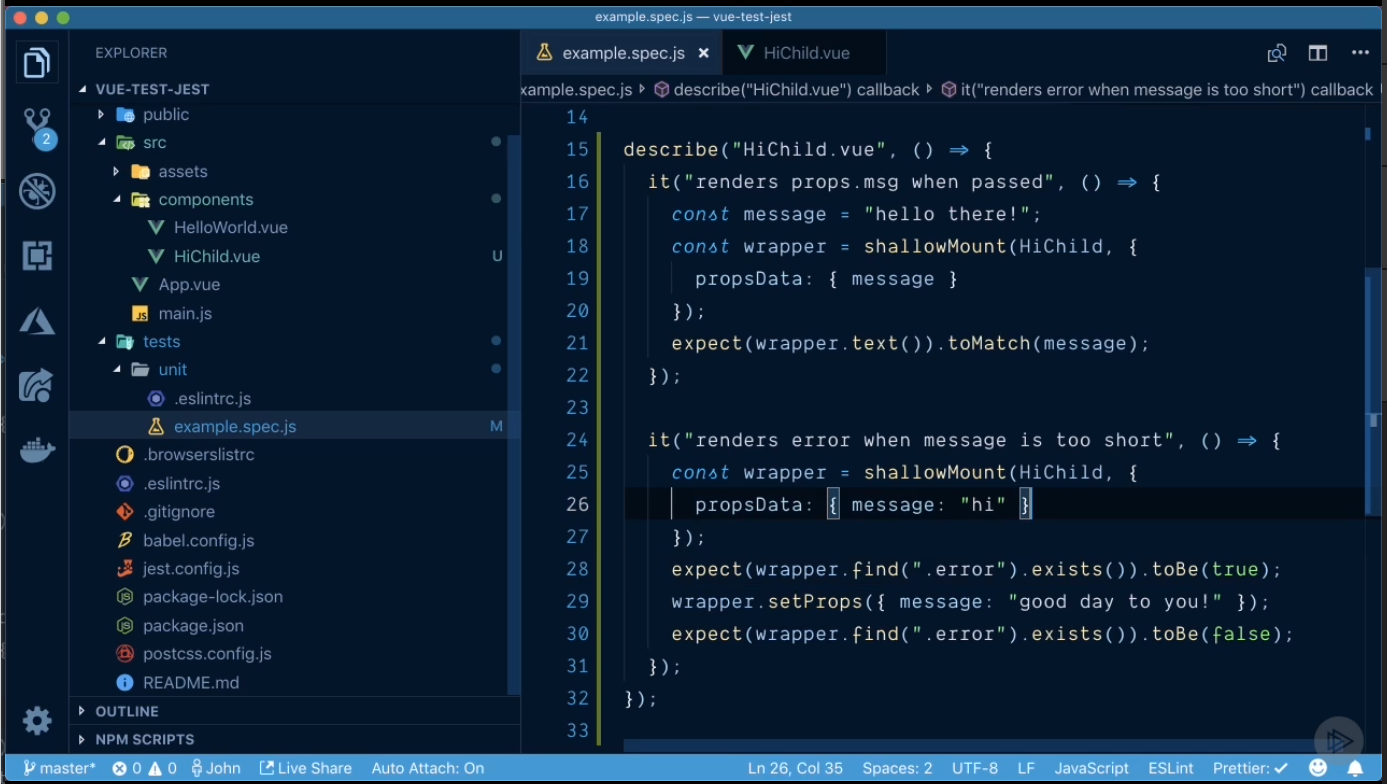 example.spec.js — vue-test-jest
EXPLORER
VUE-TEST-JEST
public
src
assets
components
HelloWorld.vue
HiChild.vue U
App.vue
main.js
tests
unit
.eslintrc.js
example.spec.js M
.browserslistrc
.eslintrc.js
.gitignore
babel.config.js
jest.config.js
package-lock.json
package.json
postcss.config.js
README.md
OUTLINE
NPM SCRIPTS
2
example.spec.js × HiChild.vue
xample.spec.js describe("HiChild.vue") callback it("renders error when message is too short") callback
14
15 describe("HiChild.vue", () => {
16 it("renders props.msg when passed", () => {
17 const message = "hello there!";
18 const wrapper = shallowMount(HiChild, {
19 propsData: { message }
20 });
21 expect(wrapper.text()).toMatch(message);
22 });
23
24 it("renders error when message is too short", () => {
25 const wrapper = shallowMount(HiChild, {
26 propsData: { message: "hi" }
27 });
28 expect(wrapper.find(".error").exists()).toBe(true);
29 wrapper.setProps({ message: "good day to you!" });
30 expect(wrapper.find(".error").exists()).toBe(false);
31 });
32 });
33
master* 0 0 John Live Share Auto Attach: On Ln 26, Col 35 Spaces: 2 UTF-8 LF JavaScript ESLint Prettier: ✓